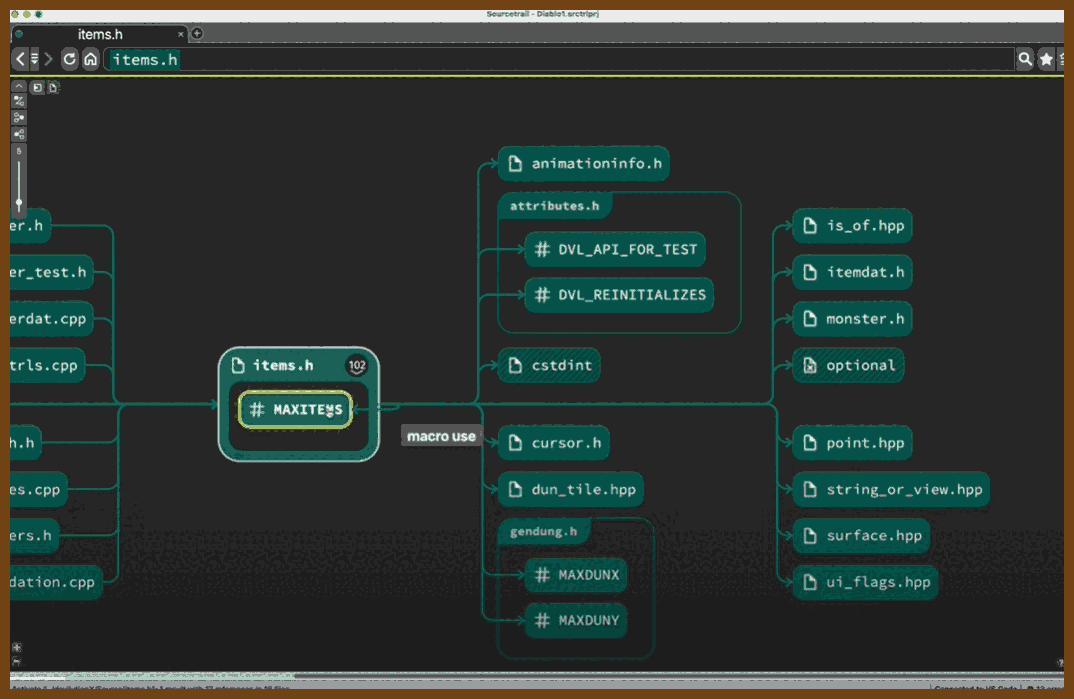 Sourcetrail - Diablo1.srctrlprj
items.h
items.h
5
er.h
er_test.h
erdat.cpp
trls.cpp
h.h
es.cpp
ers.h
dation.cpp
items.h 102
# MAXITEMS
macro use
animationinfo.h
attributes.h
# DVL_API_FOR_TEST
# DVL_REINITIALIZES
cstdint
cursor.h
dun_tile.hpp
gendung.h
# MAXDUNX
# MAXDUNY
is_of.hpp
itemdat.h
monster.h
optional
point.hpp
string_or_view.hpp
surface.hpp
ui_flags.hpp